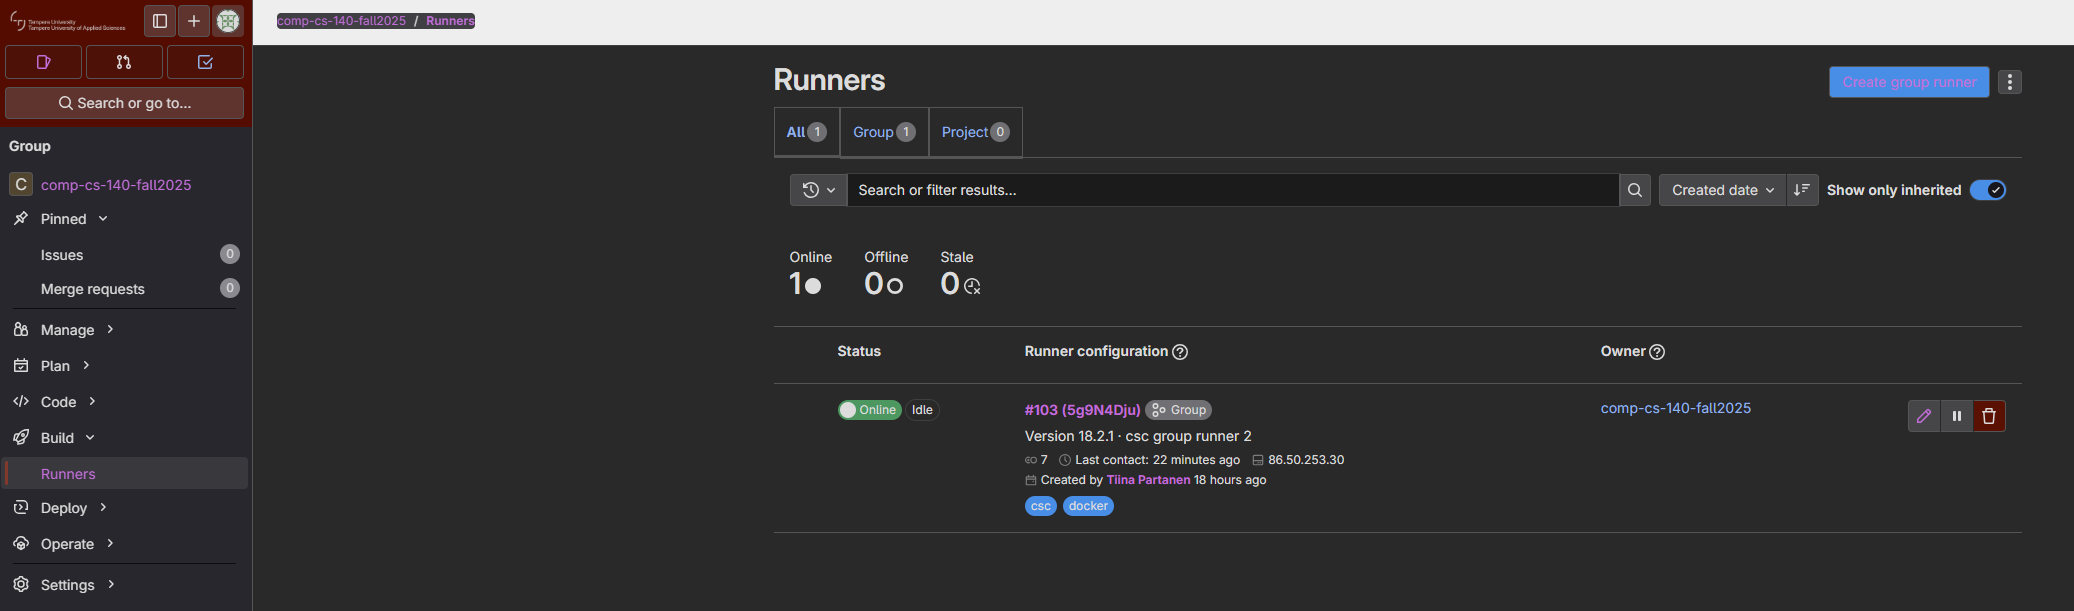 Tampere University
Tampere University of Applied Sciences
comp-cs-140-fall2025 / Runners
Search or go to...
Group
C comp-cs-140-fall2025
Pinned
Issues 0
Merge requests 0
Manage
Plan
Code
Build
Runners
Deploy
Operate
Settings
Runners
Create group runner
All 1 Group 1 Project 0
Search or filter results...
Created date
Show only inherited
Online Offline Stale
1 0 0
Status Runner configuration Owner
Online Idle #103 (5g9N4Dju) Group comp-cs-140-fall2025
Version 18.2.1 · csc group runner 2
7 Last contact: 22 minutes ago 86.50.253.30
Created by Tiina Partanen 18 hours ago
csc docker